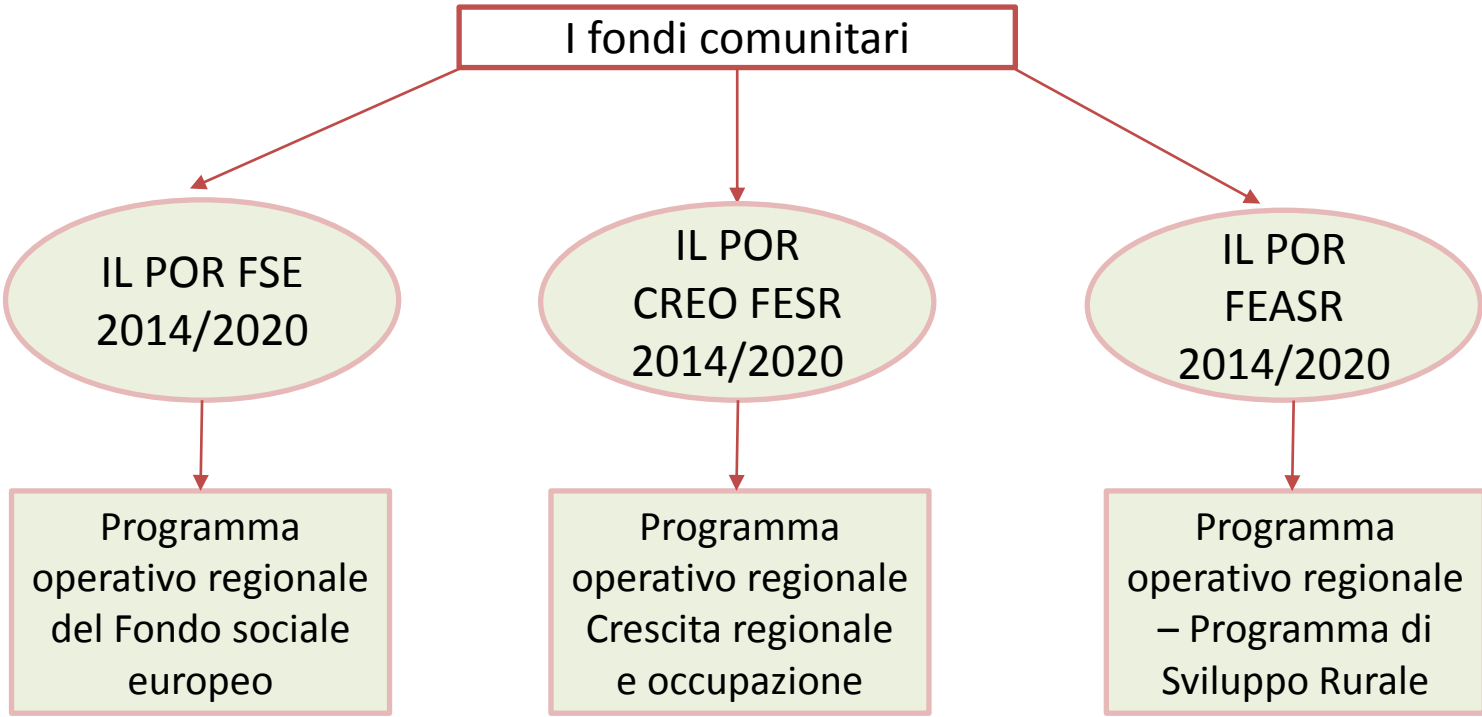 I fondi comunitari
IL POR FSE
2014/2020
IL POR
CREO FESR
2014/2020
IL POR
FEASR
2014/2020
Programma
operativo regionale
del Fondo sociale
europeo
Programma
operativo regionale
Crescita regionale
e occupazione
Programma
operativo regionale
– Programma di
Sviluppo Rurale